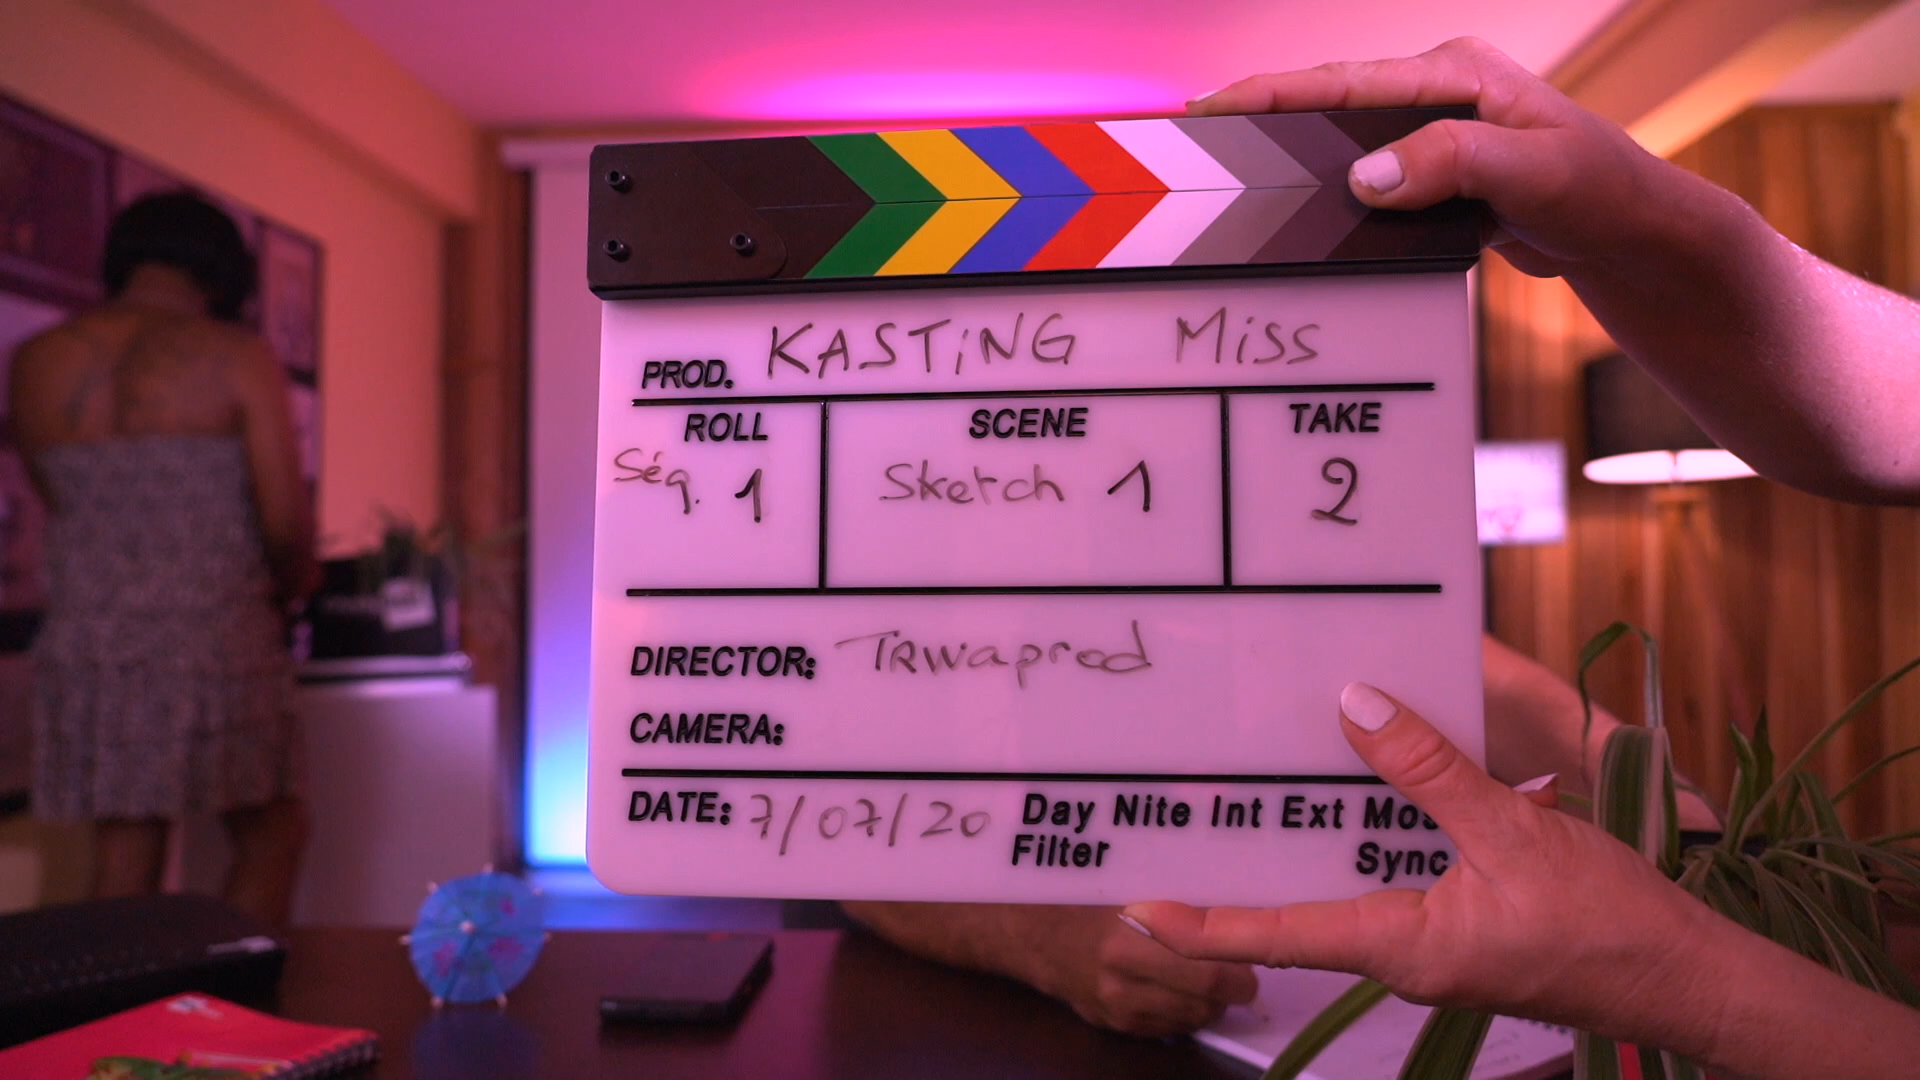 PROD. KASTING MISS
ROLL SCENE TAKE
Séq. 1 Sketch 1 2
DIRECTOR: TRWaprod
CAMERA:
DATE: 7/07/20 Day Nite Int Ext Mos
Filter Sync